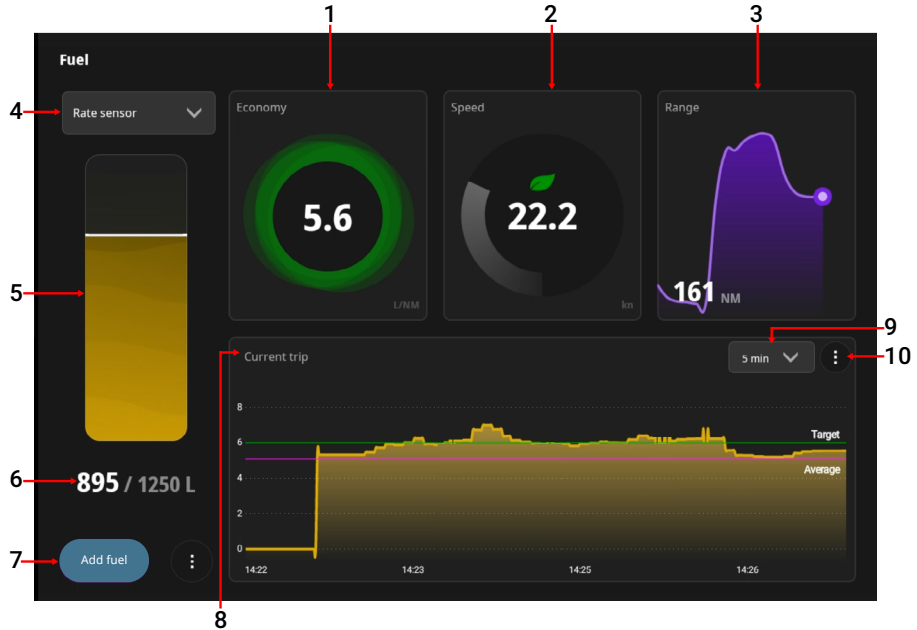 1
2
3
Fuel
4
Rate sensor
Economy
5.6
L/NM
Speed
22.2
kn
Range
161 NM
5
9
10
Current trip
5 min
8
6
4
2
0
Target
Average
14:22
14:23
14:25
14:26
6
895 / 1250 L
7
Add fuel
8